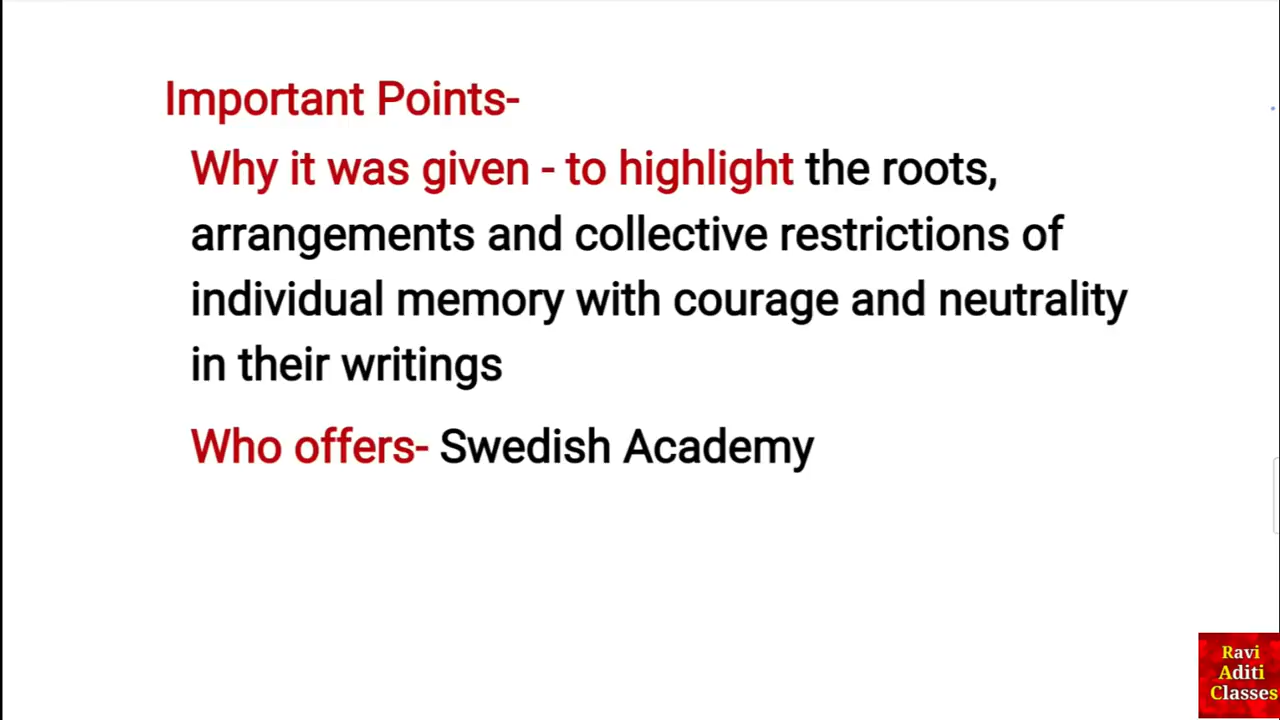 Important Points-
Why it was given - to highlight the roots,
arrangements and collective restrictions of
individual memory with courage and neutrality
in their writings
Who offers- Swedish Academy
Ravi
Aditi
Classes